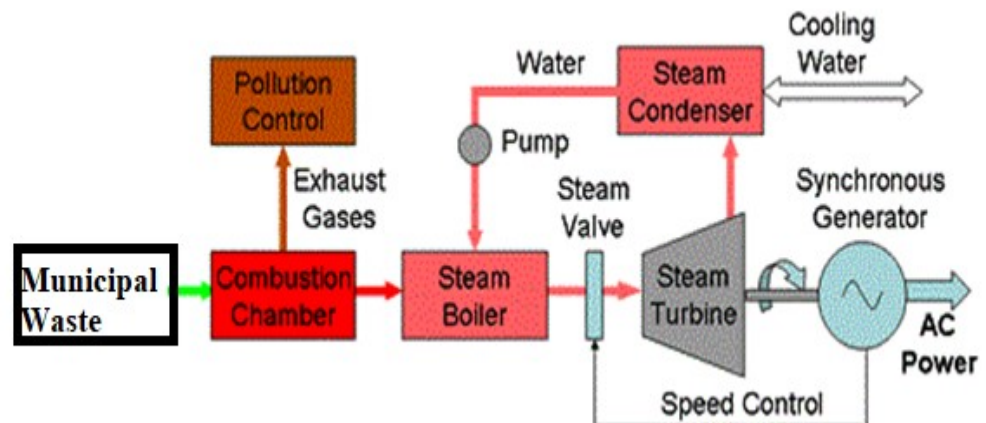 Pollution
Control
Exhaust
Gases
Municipal
Waste
Combustion
Chamber
Water
Pump
Steam
Boiler
Steam
Valve
Steam
Condenser
Cooling
Water
Steam
Turbine
Synchronous
Generator
AC
Power
Speed Control